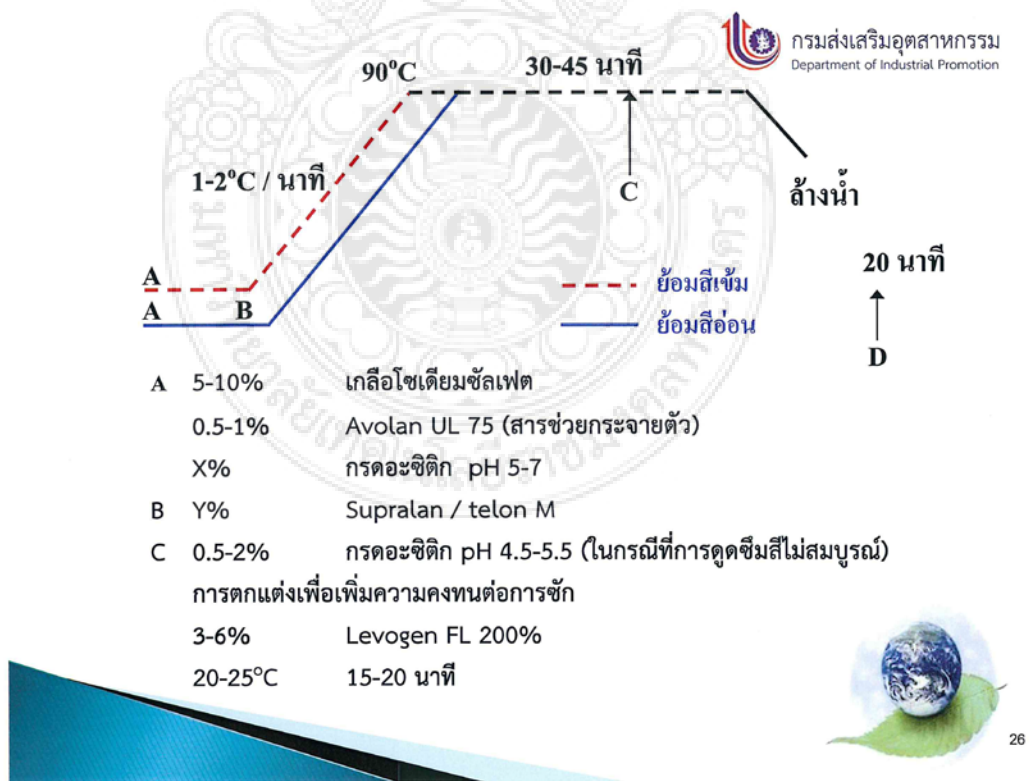 กรมส่งเสริมอุตสาหกรรม
Department of Industrial Promotion
90°C
30-45 นาที
1-2°C / นาที
C
ล้างน้ำ
20 นาที
A
ย้อมสีเข้ม
A
B
ย้อมสีอ่อน
D
A 5-10% เกลือโซเดียมซัลเฟต
0.5-1% Avolan UL 75 (สารช่วยกระจายตัว)
X% กรดอะซิติก pH 5-7
B Y% Supralan / telon M
C 0.5-2% กรดอะซิติก pH 4.5-5.5 (ในกรณีที่การดูดซึมสีไม่สมบูรณ์)
การตกแต่งเพื่อเพิ่มความคงทนต่อการซัก
3-6% Levogen FL 200%
20-25°C 15-20 นาที
26